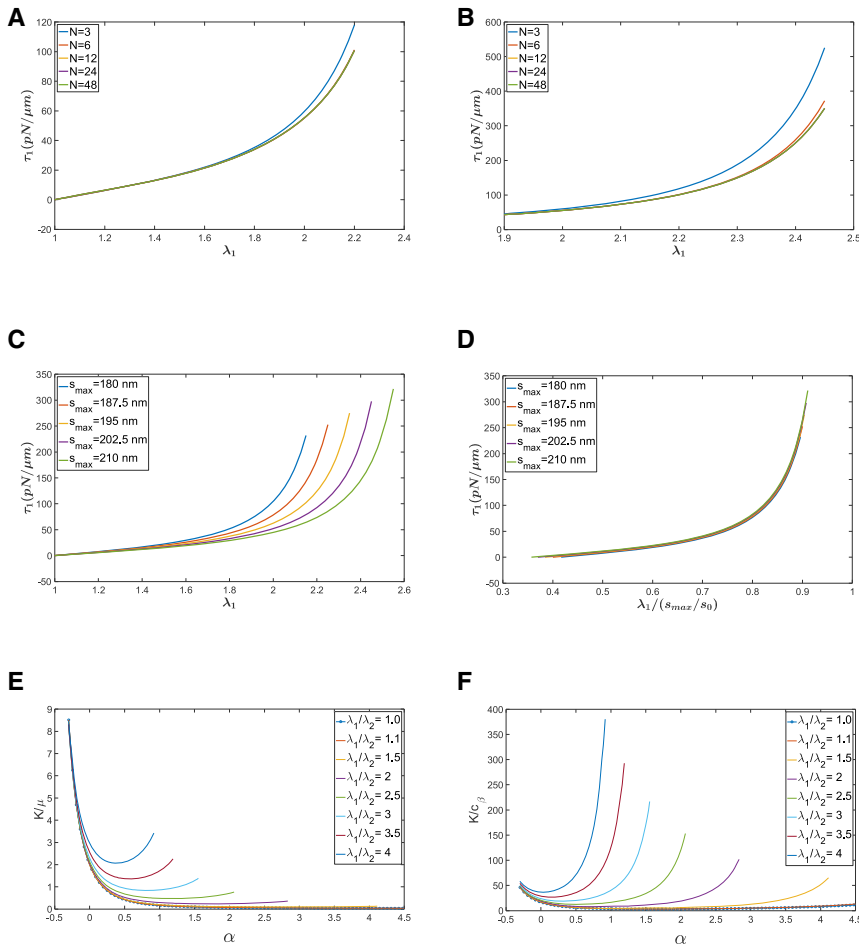 A
B
120
100
80
60
40
20
0
-20
τ₁(pN/μm)
N=3
N=6
N=12
N=24
N=48
1
1.2
1.4
1.6
1.8
2
2.2
2.4
λ₁
600
500
400
300
200
100
0
τ₁(pN/μm)
N=3
N=6
N=12
N=24
N=48
1.9
2
2.1
2.2
2.3
2.4
2.5
λ₁
C
D
350
300
250
200
150
100
50
0
-50
τ₁(pN/μm)
s_max=180 nm
s_max=187.5 nm
s_max=195 nm
s_max=202.5 nm
s_max=210 nm
1
1.2
1.4
1.6
1.8
2
2.2
2.4
2.6
λ₁
350
300
250
200
150
100
50
0
-50
τ₁(pN/μm)
s_max=180 nm
s_max=187.5 nm
s_max=195 nm
s_max=202.5 nm
s_max=210 nm
0.3
0.4
0.5
0.6
0.7
0.8
0.9
1
λ₁/(s_max/s₀)
E
F
9
8
7
6
5
4
3
2
1
0
K/μ
λ₁/λ₂= 1.0
λ₁/λ₂= 1.1
λ₁/λ₂= 1.5
λ₁/λ₂= 2
λ₁/λ₂= 2.5
λ₁/λ₂= 3
λ₁/λ₂= 3.5
λ₁/λ₂= 4
-0.5
0
0.5
1
1.5
2
2.5
3
3.5
4
4.5
α
400
350
300
250
200
150
100
50
0
K/c_β
λ₁/λ₂= 1.0
λ₁/λ₂= 1.1
λ₁/λ₂= 1.5
λ₁/λ₂= 2
λ₁/λ₂= 2.5
λ₁/λ₂= 3
λ₁/λ₂= 3.5
λ₁/λ₂= 4
-0.5
0
0.5
1
1.5
2
2.5
3
3.5
4
4.5
α